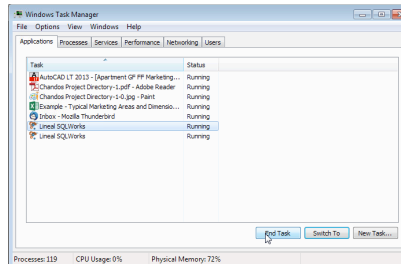 Windows Task Manager
File Options View Windows Help
Applications Processes Services Performance Networking Users
Task Status
AutoCAD LT 2013 - [Apartment GF FF Marketing... Running
Chandos Project Directory-1.pdf - Adobe Reader Running
Chandos Project Directory-1-0.jpg - Paint Running
Example - Typical Marketing Areas and Dimensio... Running
Inbox - Mozilla Thunderbird Running
Lineal SQLWorks Running
Lineal SQLWorks Running
End Task Switch To New Task...
Processes: 119 CPU Usage: 0% Physical Memory: 72%